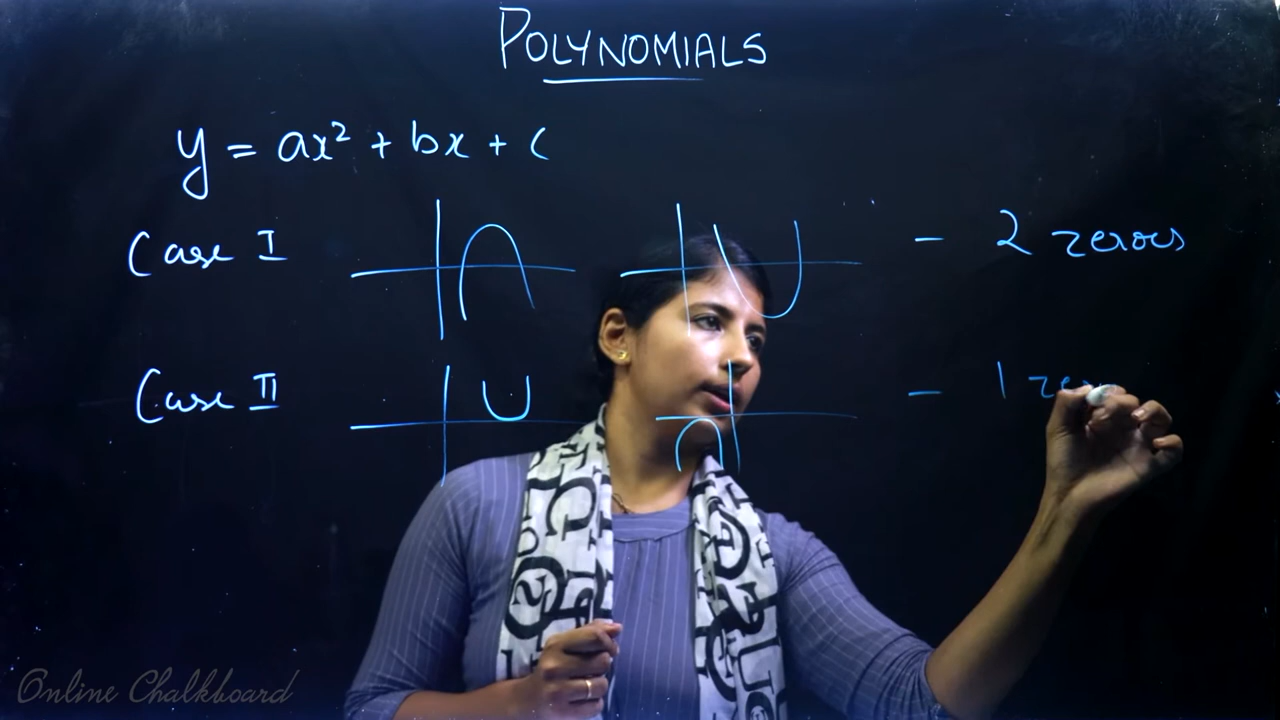 POLYNOMIALS
y = ax² + bx + c
Case I - 2 zeroes
Case II - 1
Online Chalkboard